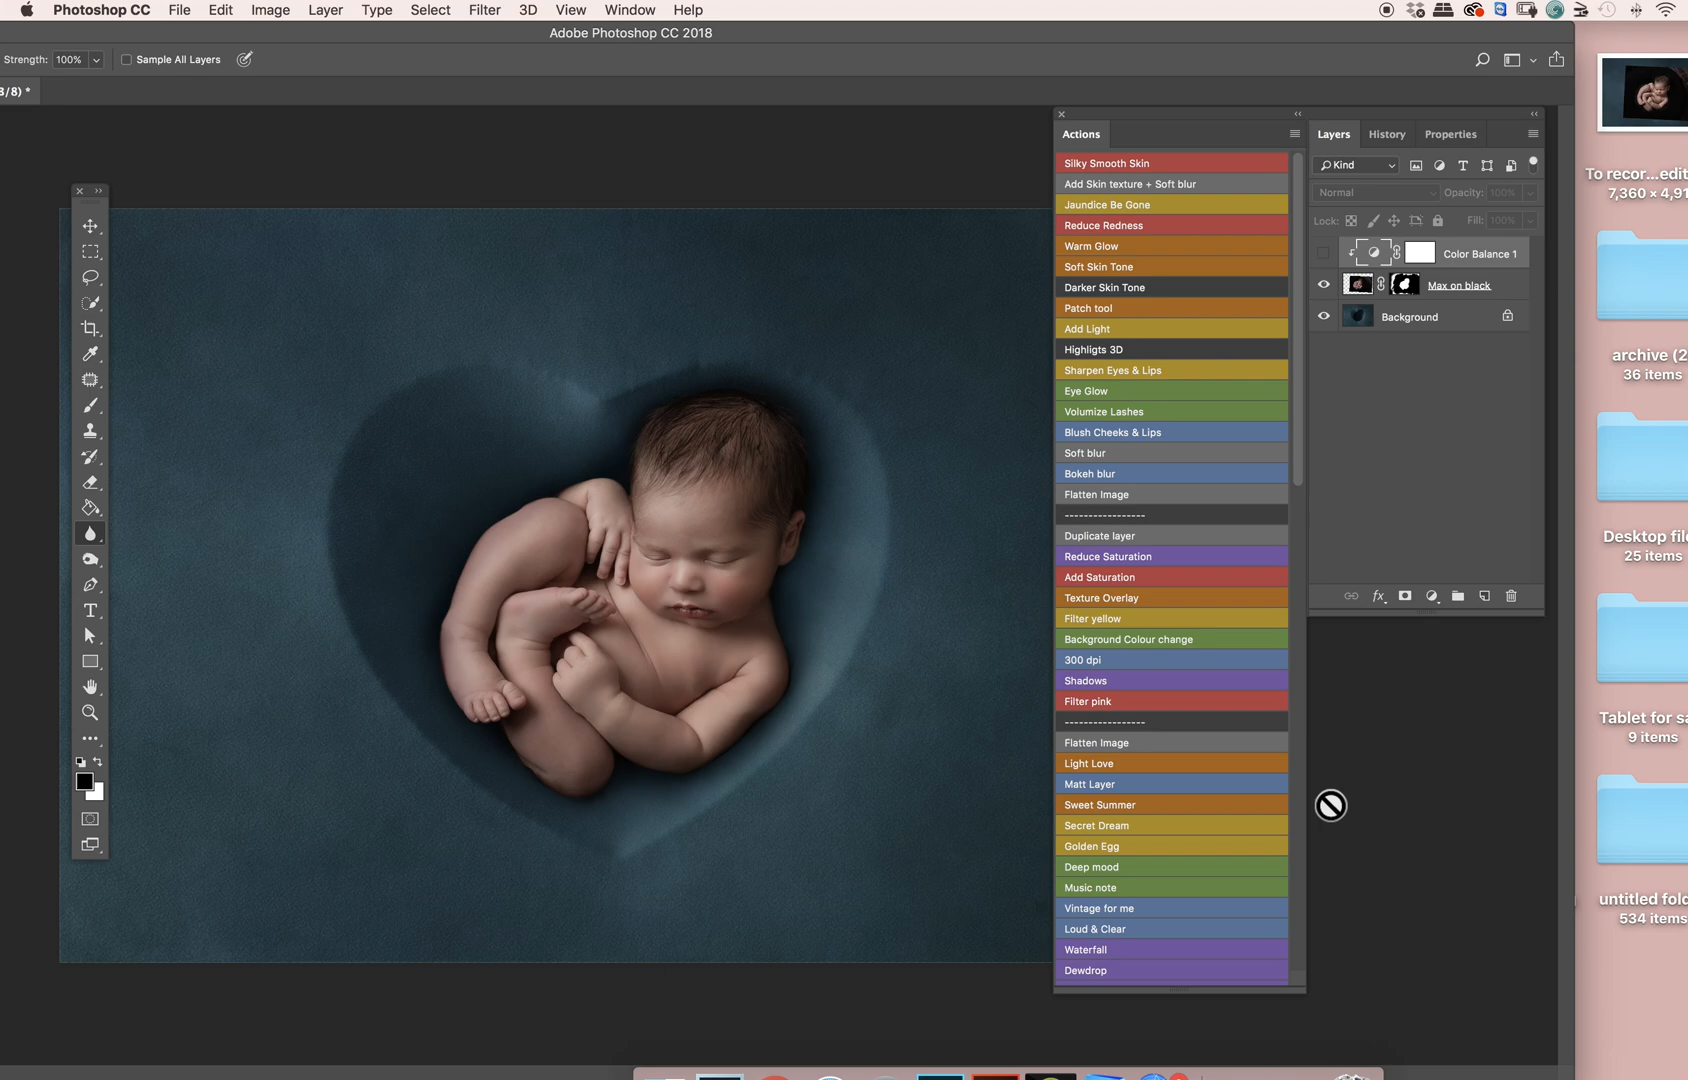 Photoshop CC File Edit Image Layer Type Select Filter 3D View Window Help
Adobe Photoshop CC 2018
Strength: 100% Sample All Layers
3/8) *
Actions
Silky Smooth Skin
Add Skin texture + Soft blur
Jaundice Be Gone
Reduce Redness
Warm Glow
Soft Skin Tone
Darker Skin Tone
Patch tool
Add Light
Highligts 3D
Sharpen Eyes & Lips
Eye Glow
Volumize Lashes
Blush Cheeks & Lips
Soft blur
Bokeh blur
Flatten Image
-----------------
Duplicate layer
Reduce Saturation
Add Saturation
Texture Overlay
Filter yellow
Background Colour change
300 dpi
Shadows
Filter pink
-----------------
Flatten Image
Light Love
Matt Layer
Sweet Summer
Secret Dream
Golden Egg
Deep mood
Music note
Vintage for me
Loud & Clear
Waterfall
Dewdrop
Layers History Properties
Kind
Normal Opacity: 100%
Lock: Fill: 100%
Color Balance 1
Max on black
Background
To recor...edit
7,360 × 4,91
archive (2
36 items
Desktop file
25 items
Tablet for sa
9 items
untitled fold
534 items